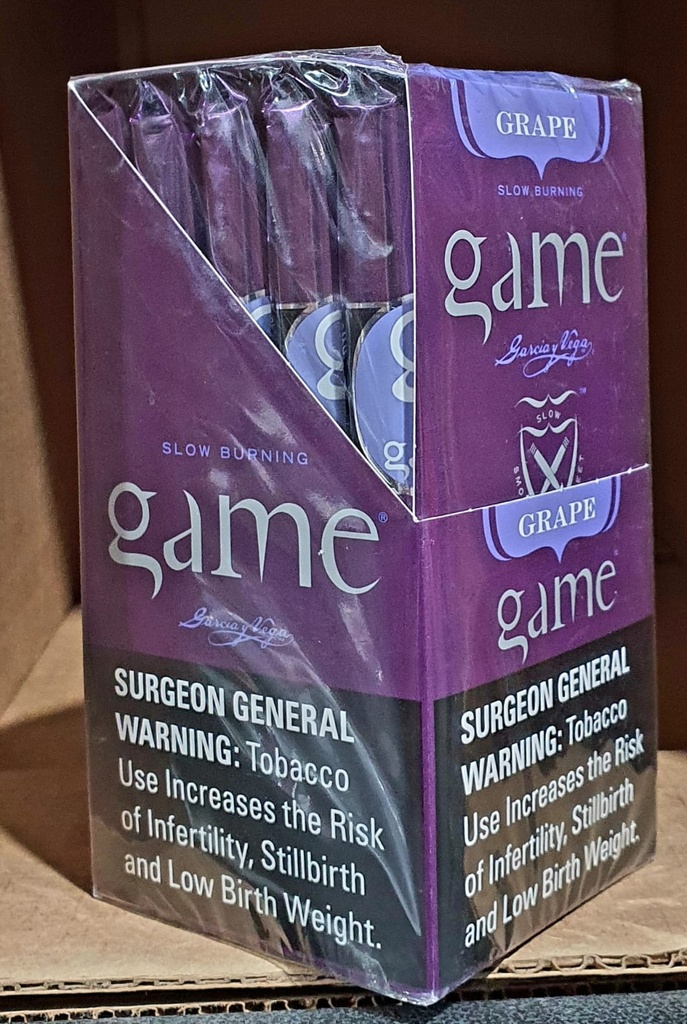 SLOW BURNING
game®
Garcia y Vega
SURGEON GENERAL
WARNING: Tobacco
Use Increases the Risk
of Infertility, Stillbirth
and Low Birth Weight.
g
g
g
GRAPE
SLOW BURNING
game
Garcia y Vega
SLOW
GRAPE
game
SURGEON GENERAL
WARNING: Tobacco
Use Increases the Risk
of Infertility, Stillbirth
and Low Birth Weight.